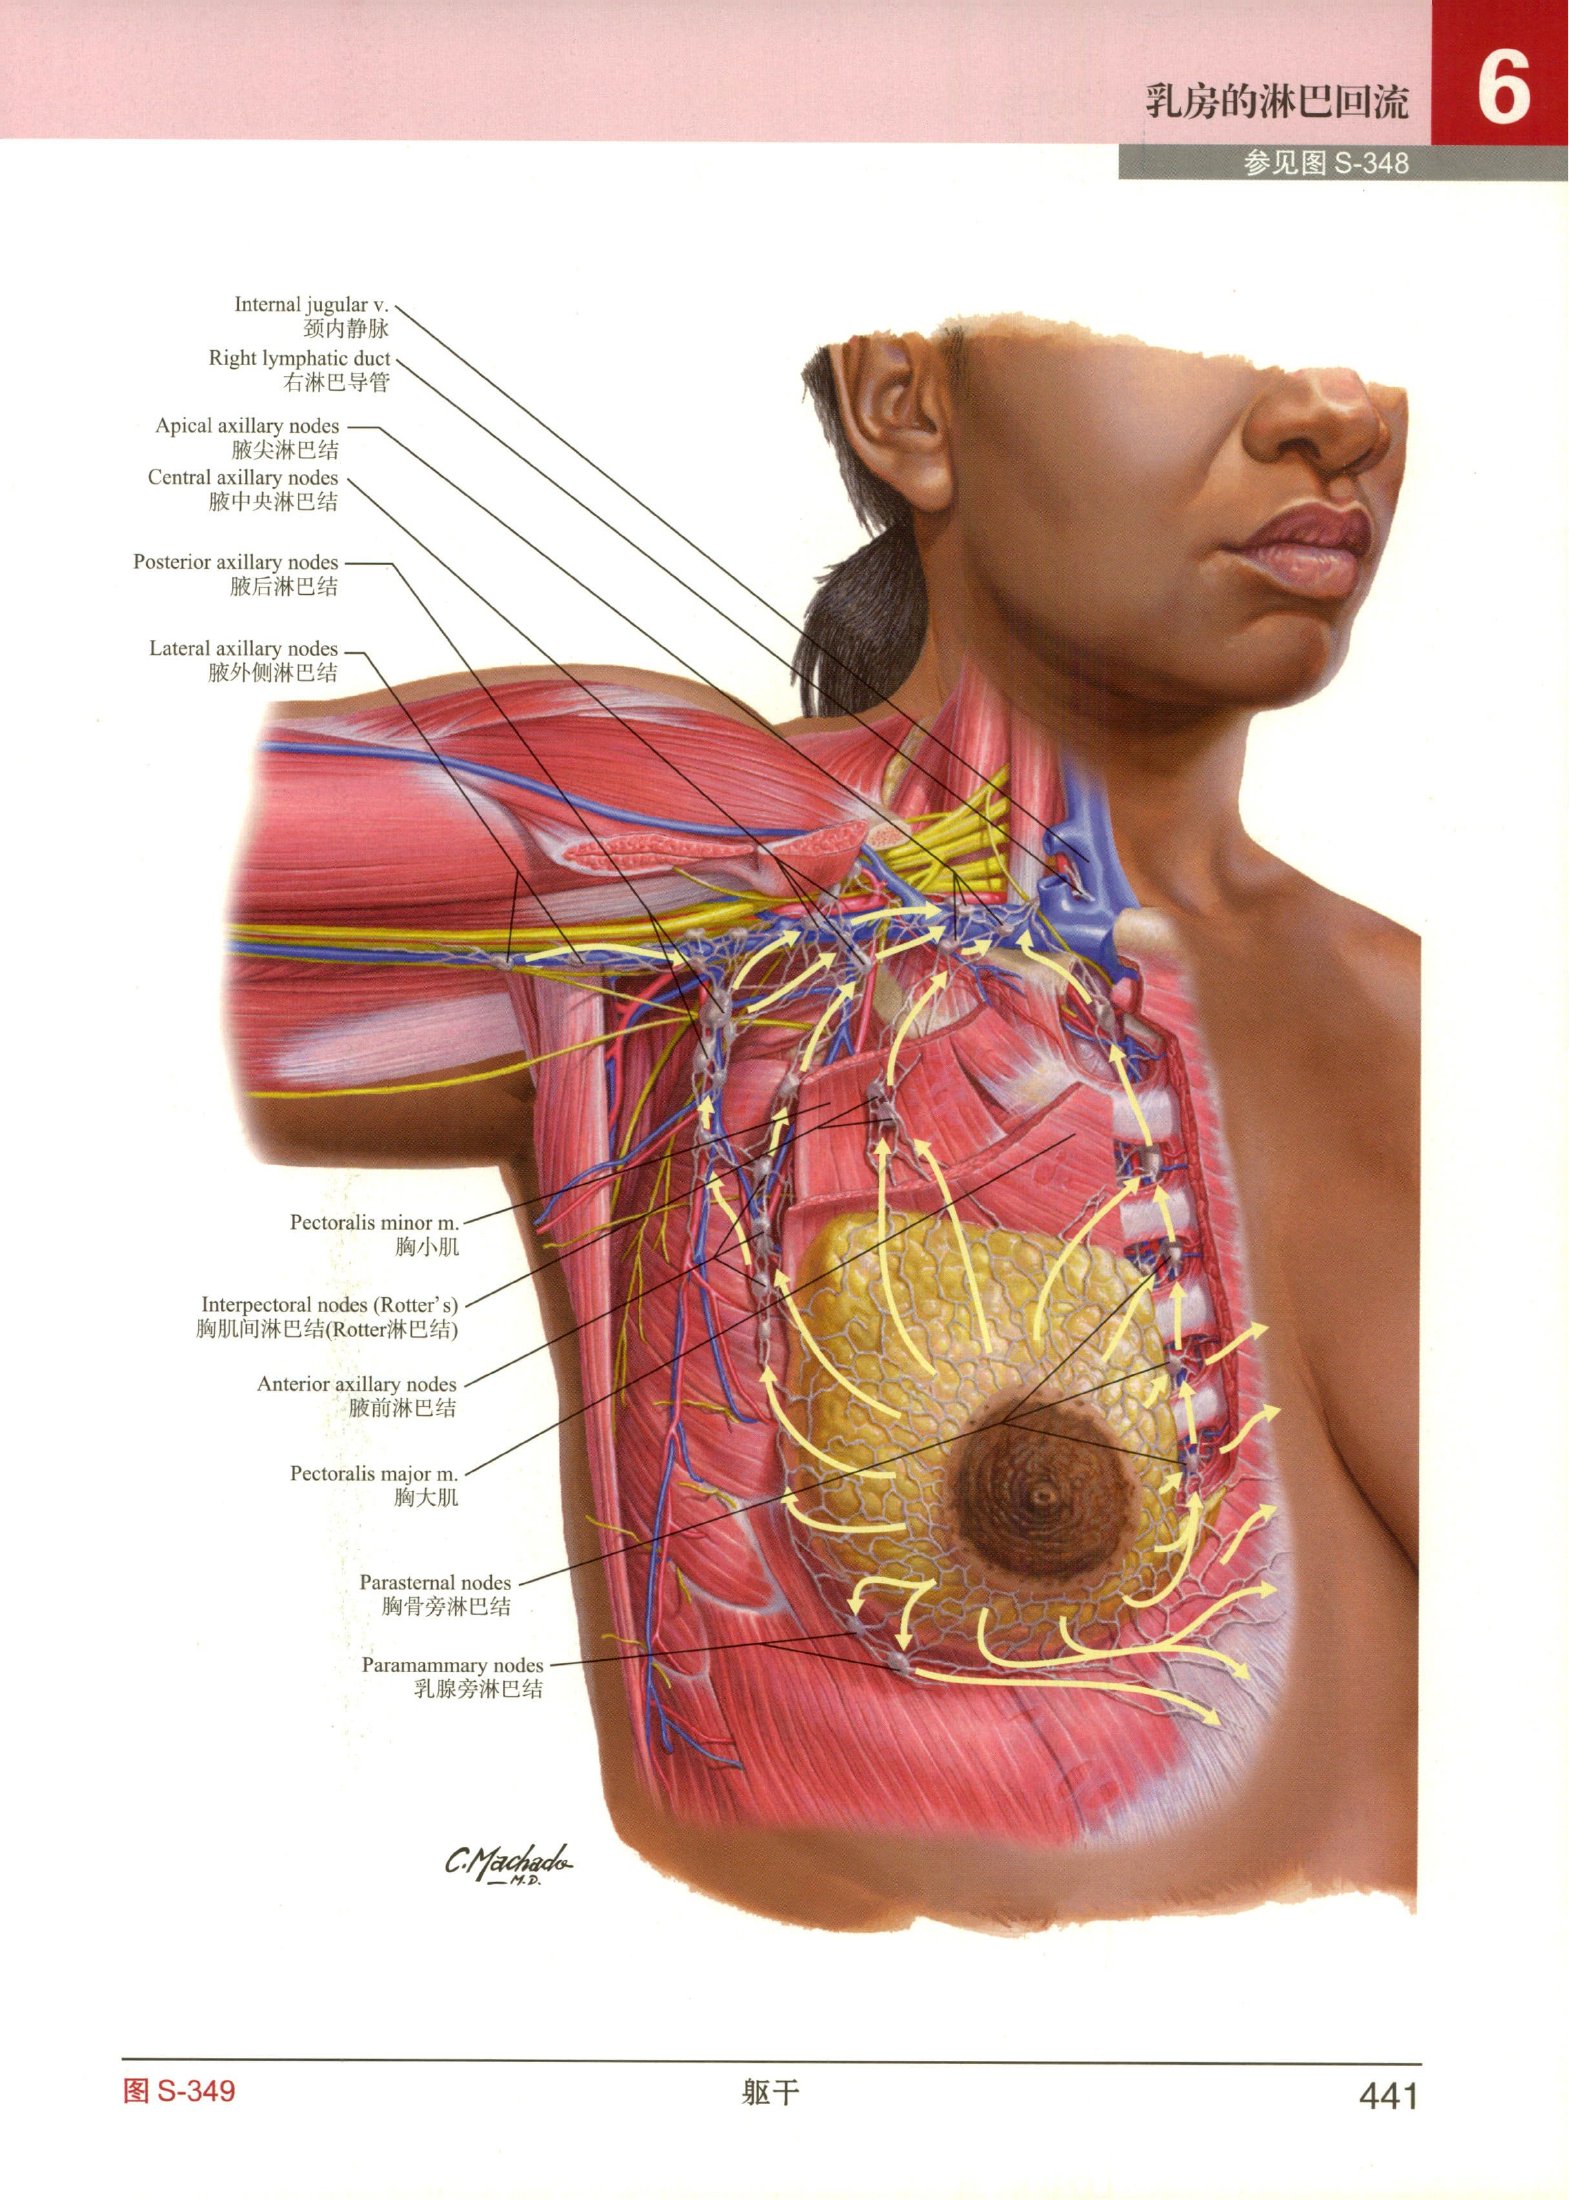 乳房的淋巴回流
6
参见图 S-348
Internal jugular v.
颈内静脉
Right lymphatic duct
右淋巴导管
Apical axillary nodes
腋尖淋巴结
Central axillary nodes
腋中央淋巴结
Posterior axillary nodes
腋后淋巴结
Lateral axillary nodes
腋外侧淋巴结
Pectoralis minor m.
胸小肌
Interpectoral nodes (Rotter's)
胸肌间淋巴结(Rotter淋巴结)
Anterior axillary nodes
腋前淋巴结
Pectoralis major m.
胸大肌
Parasternal nodes
胸骨旁淋巴结
Paramammary nodes
乳腺旁淋巴结
C.Machado
M.D.
图 S-349
躯干
441